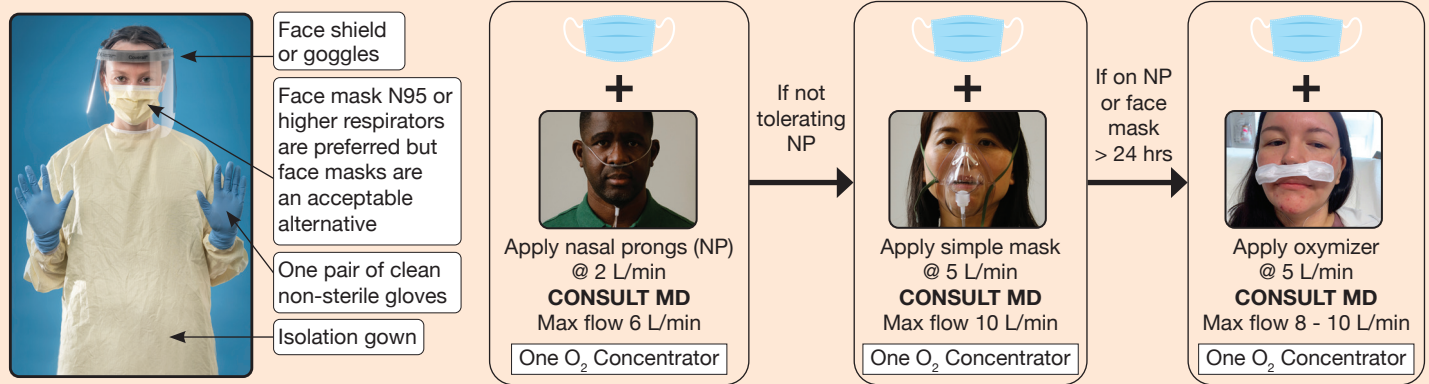 Face shield
or goggles
Face mask N95 or
higher respirators
are preferred but
face masks are
an acceptable
alternative
One pair of clean
non-sterile gloves
Isolation gown
+
Apply nasal prongs (NP)
@ 2 L/min
CONSULT MD
Max flow 6 L/min
One O₂ Concentrator
If not
tolerating
NP
+
Apply simple mask
@ 5 L/min
CONSULT MD
Max flow 10 L/min
One O₂ Concentrator
If on NP
or face
mask
> 24 hrs
+
Apply oxymizer
@ 5 L/min
CONSULT MD
Max flow 8 - 10 L/min
One O₂ Concentrator